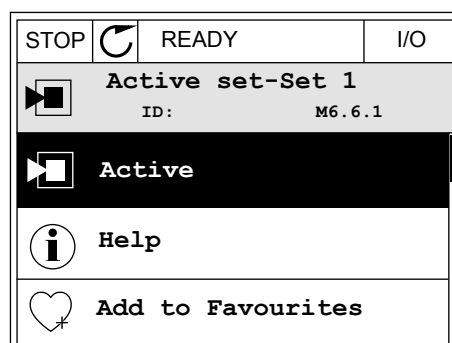 STOP READY I/O
Active set-Set 1
ID: M6.6.1
Active
Help
Add to Favourites